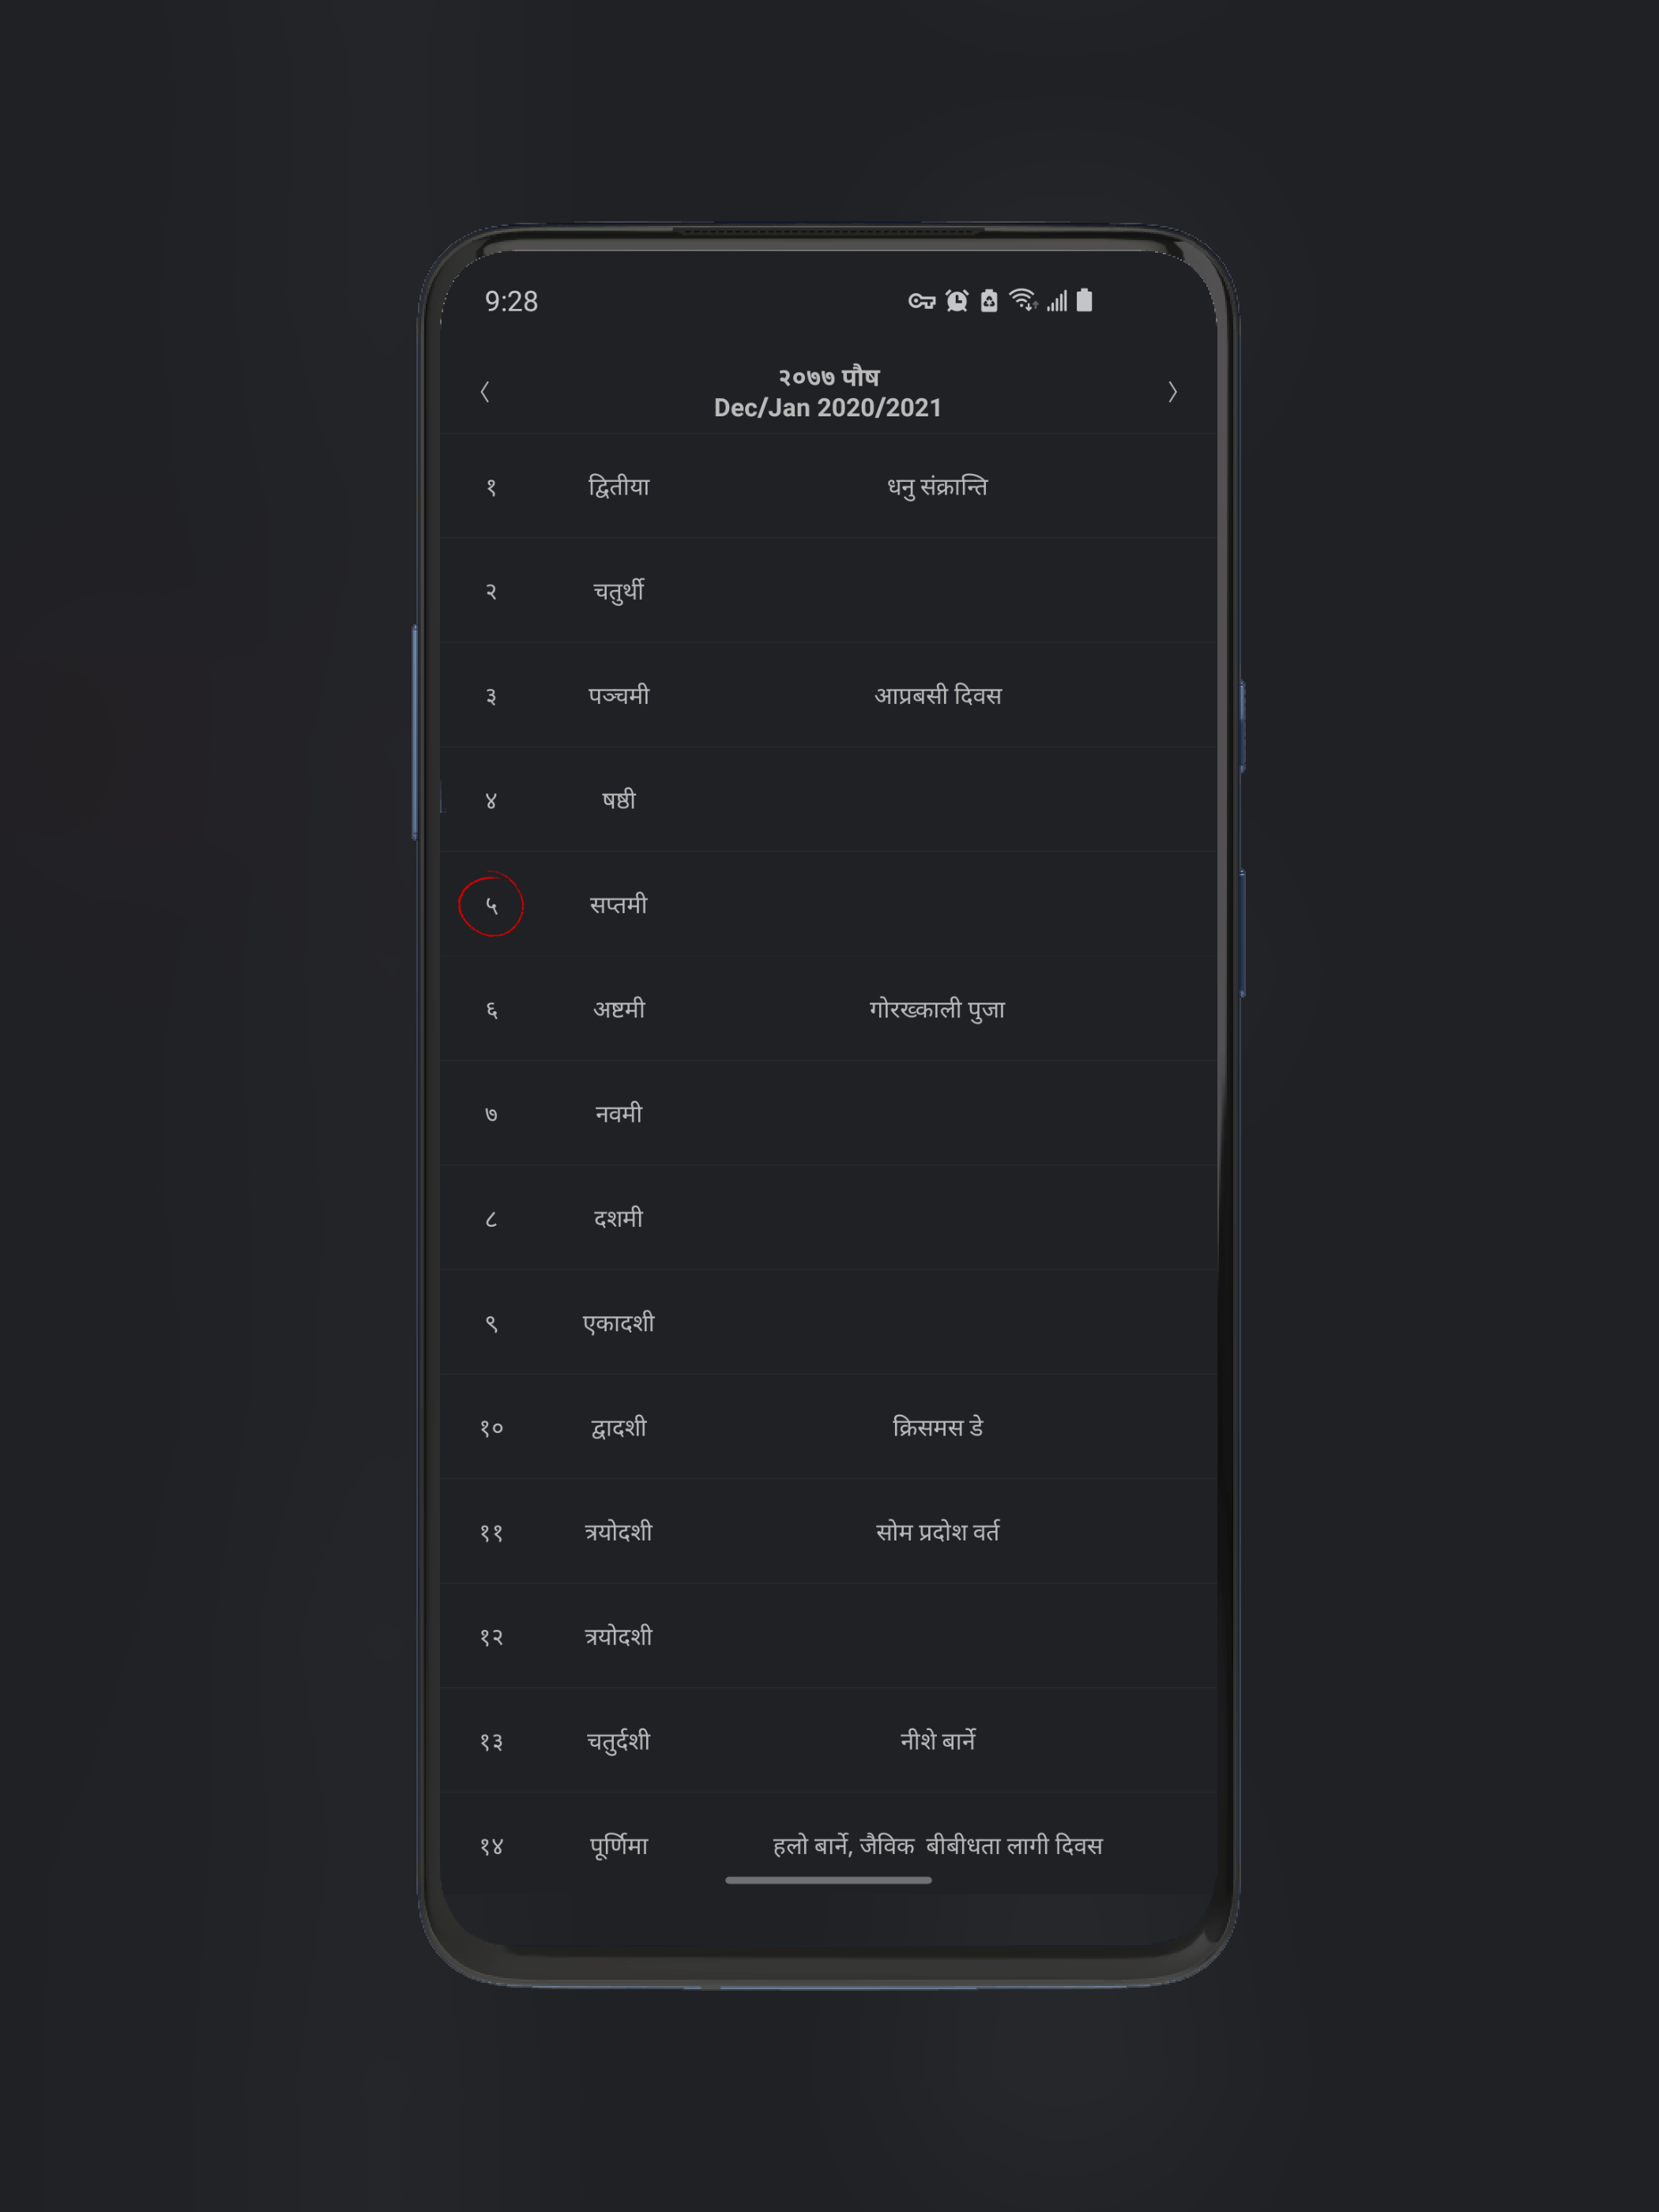 9:28
२०७७ पौष
Dec/Jan 2020/2021
१ द्वितीया धनु संक्रान्ति
२ चतुर्थी
३ पञ्चमी आप्रबसी दिवस
४ षष्ठी
५ सप्तमी
६ अष्टमी गोरख्काली पुजा
७ नवमी
८ दशमी
९ एकादशी
१० द्वादशी क्रिसमस डे
११ त्रयोदशी सोम प्रदोश वर्त
१२ त्रयोदशी
१३ चतुर्दशी नीशे बार्ने
१४ पूर्णिमा हलो बार्ने, जैविक बीबीधता लागी दिवस